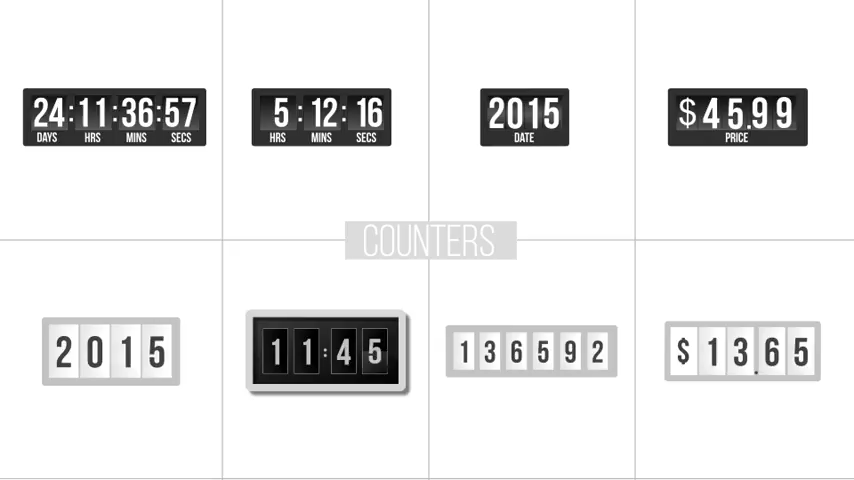 24:11:36:57
DAYS HRS MINS SECS
5:12:16
HRS MINS SECS
2015
DATE
$45.99
PRICE
COUNTERS
2015
11:45
136592
$13.65